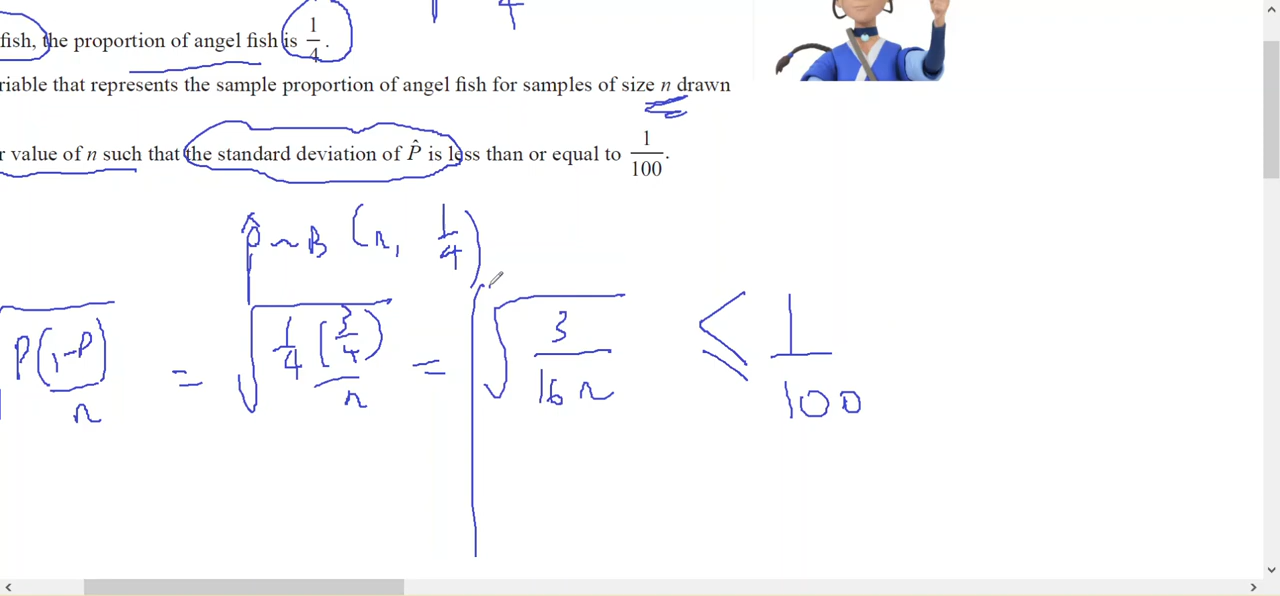 fish, the proportion of angel fish is 1/4.
riable that represents the sample proportion of angel fish for samples of size n drawn
r value of n such that the standard deviation of P̂ is less than or equal to 1/100.
p̂ ~ B (n, 1/4)
P(1-P)/n = √(1/4 (3/4)/n) = √(3/16n) ≤ 1/100